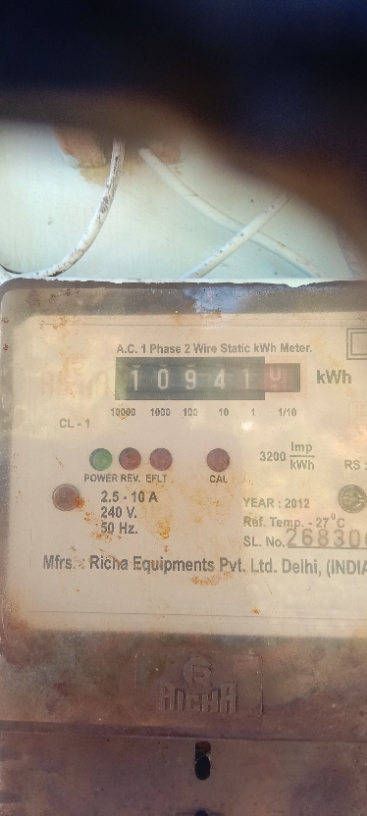 A.C. 1 Phase 2 Wire Static kWh Meter.
10941 kWh
10000 1000 100 10 1 1/10
CL - 1
3200 Imp/kWh
RS :
POWER REV. EFLT CAL
2.5 - 10 A
240 V.
50 Hz.
YEAR : 2012
Ref. Temp. - 27°C
SL. No. 26830
Mfrs. : Richa Equipments Pvt. Ltd. Delhi, (INDIA
RICHA